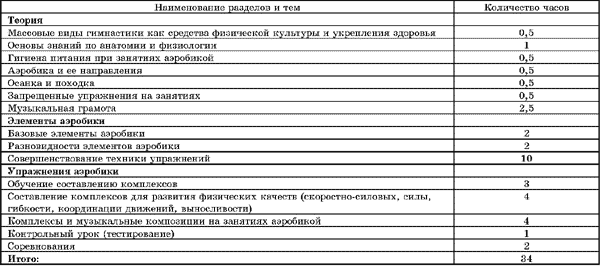 Наименование разделов и тем Количество часов
Теория
Массовые виды гимнастики как средства физической культуры и укрепления здоровья 0,5
Основы знаний по анатомии и физиологии 1
Гигиена питания при занятиях аэробикой 0,5
Аэробика и ее направления 0,5
Осанка и походка 0,5
Запрещенные упражнения на занятиях 0,5
Музыкальная грамота 2,5
Элементы аэробики
Базовые элементы аэробики 2
Разновидности элементов аэробики 2
Совершенствование техники упражнений 10
Упражнения аэробики
Обучение составлению комплексов 3
Составление комплексов для развития физических качеств (скоростно-силовых, силы, 4
гибкости, координации движений, выносливости)
Комплексы и музыкальные композиции на занятиях аэробикой 4
Контрольный урок (тестирование) 1
Соревнования 2
Итого: 34